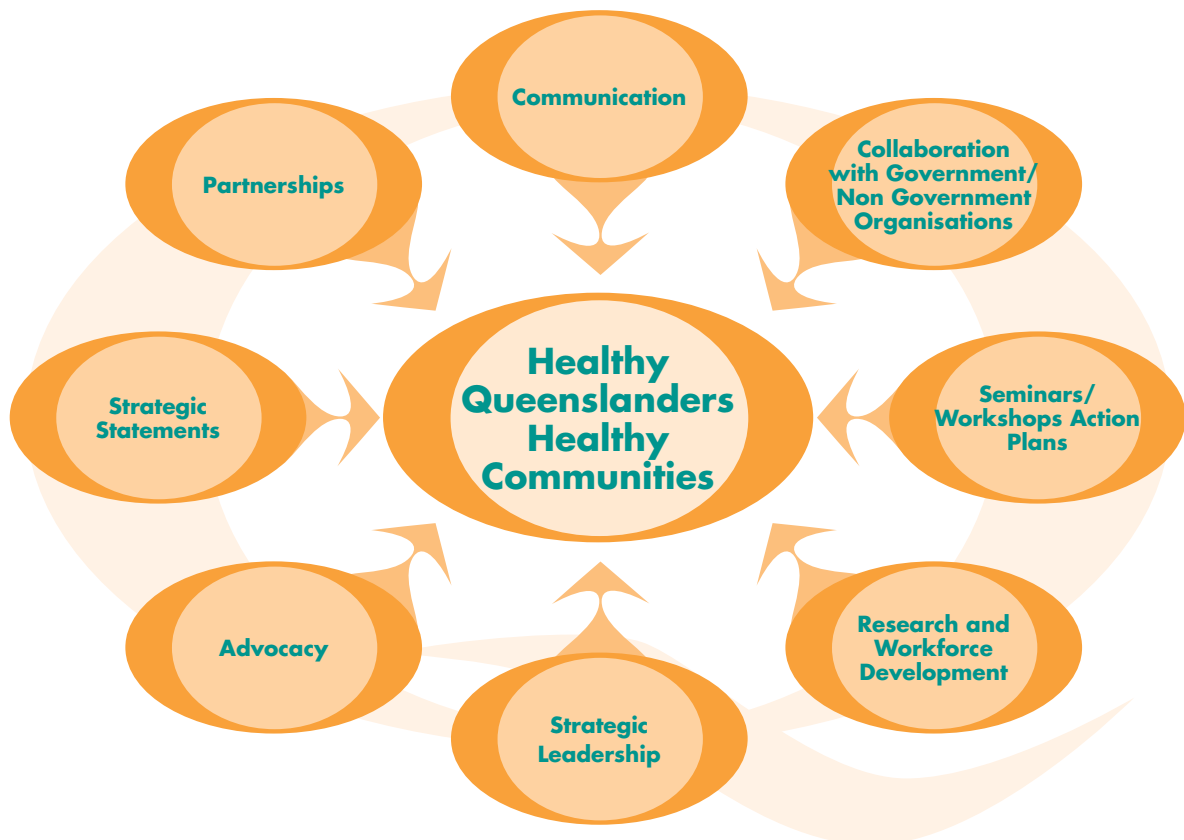 Communication
Collaboration
with Government/
Non Government
Organisations
Partnerships
Healthy
Queenslanders
Healthy
Communities
Seminars/
Workshops Action
Plans
Strategic
Statements
Research and
Workforce
Development
Advocacy
Strategic
Leadership